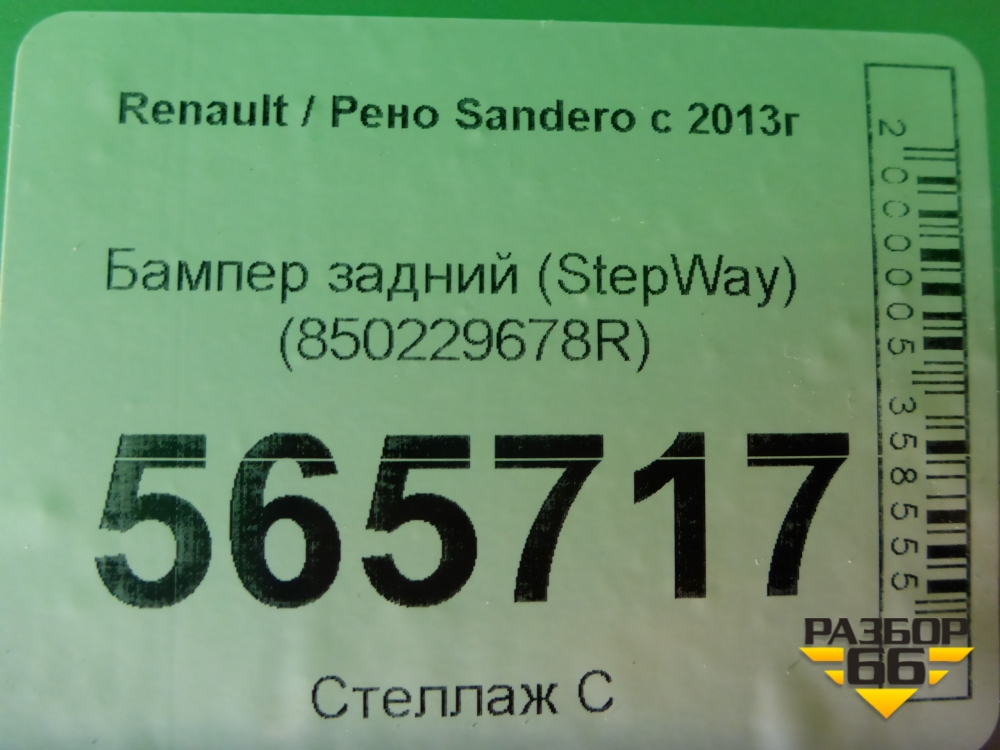 Renault / Рено Sandero с 2013г
Бампер задний (StepWay)
(850229678R)
565717
Стеллаж С
2000005358555
РАЗБОР
66